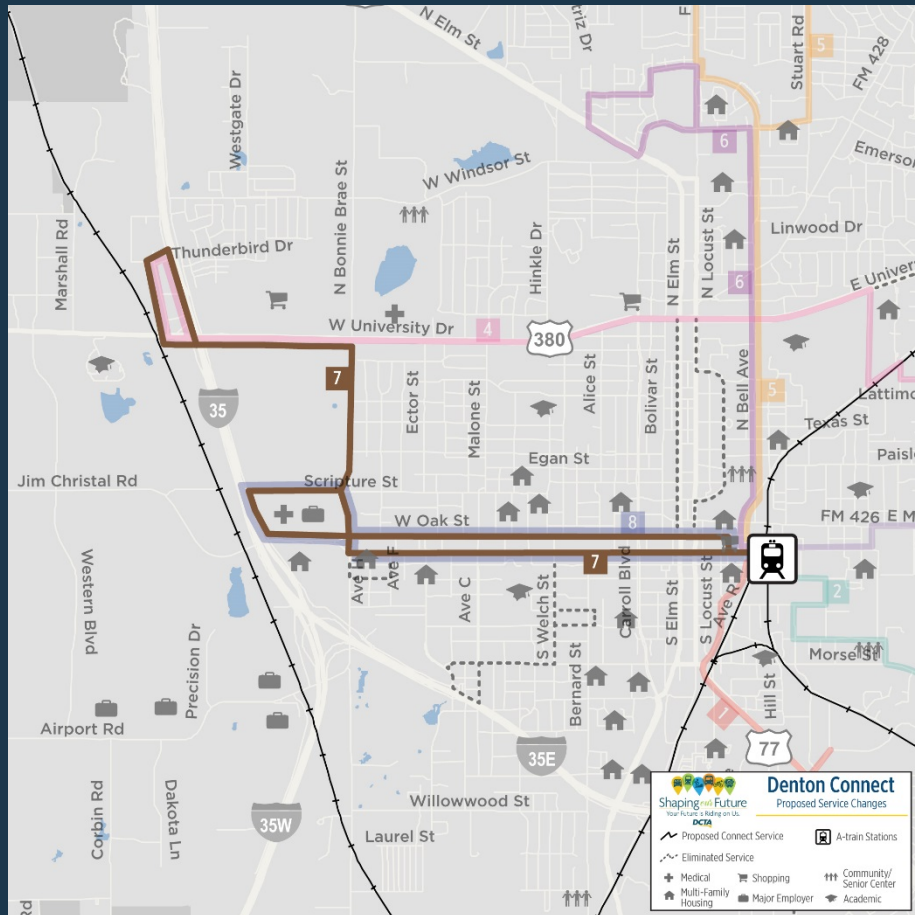 N Elm St
Stuart Rd
5
FM 428
Westgate Dr
6
W Windsor St
N Bonnie Brae St
Marshall Rd
Thunderbird Dr
Hinkle Dr
N Elm St
N Locust St
Linwood Dr
6
W University Dr
4
380
7
35
Ector St
Malone St
Alice St
Bolivar St
N Bell Ave
5
Texas St
Egan St
Jim Christal Rd
Scripture St
W Oak St
8
FM 426
7
Western Blvd
Ave C
S Welch St
Carroll Blvd
S Elm St
S Locust St
2
Precision Dr
Bernard St
Morse St
Hill St
1
77
Airport Rd
35E
Corbin Rd
Dakota Ln
35W
Willowwood St
Laurel St
Shaping our Future
Your Future is Riding on Us.
DCTA
Denton Connect
Proposed Service Changes
Proposed Connect Service
A-train Stations
Eliminated Service
Medical
Shopping
Community/
Senior Center
Multi-Family
Housing
Major Employer
Academic